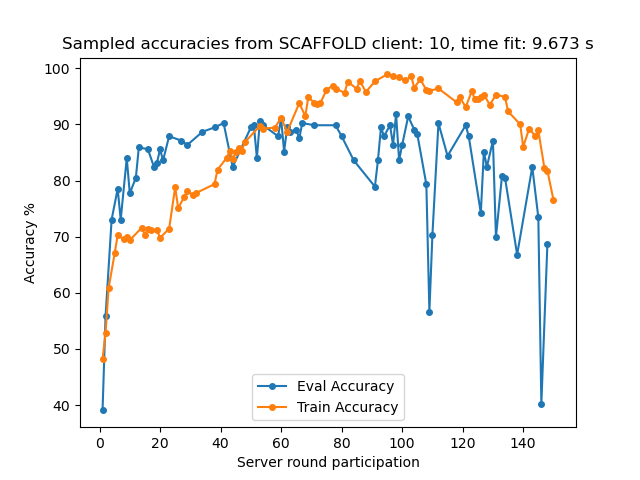 Sampled accuracies from SCAFFOLD client: 10, time fit: 9.673 s
100
90
80
70
60
50
40
Accuracy %
Eval Accuracy
Train Accuracy
0 20 40 60 80 100 120 140
Server round participation